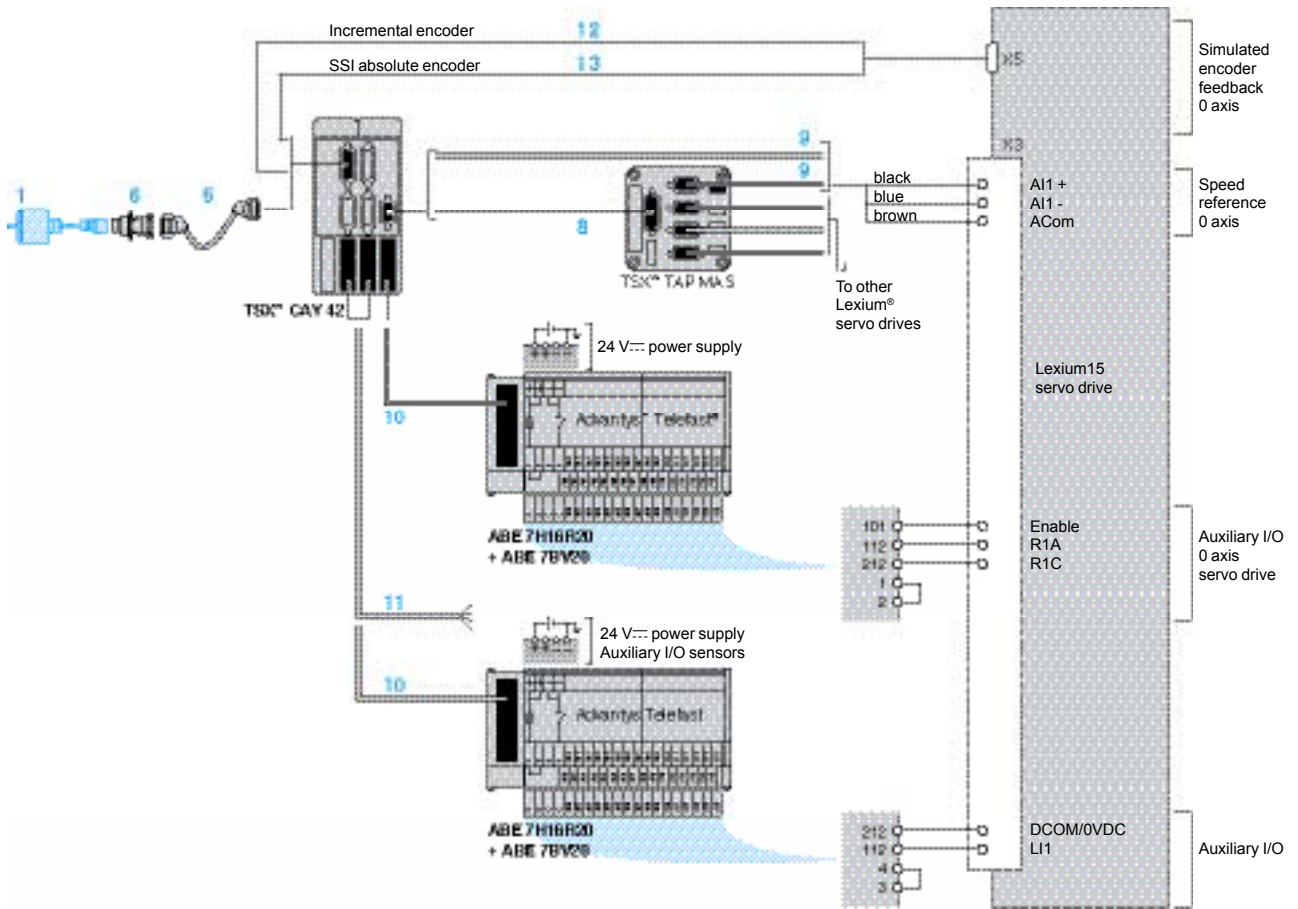 Incremental encoder 12
SSI absolute encoder 13
X5
Simulated
encoder
feedback
0 axis
X3
1 6 5
9
9
8
black
blue
brown
AI1 +
AI1 -
ACom
Speed
reference
0 axis
TSX™ TAP MAS
TSX™ CAY 42
To other
Lexium®
servo drives
24 V⎓ power supply
Lexium15
servo drive
10
Advantys™ Telefast®
ABE 7H16R20
+ ABE 7BV20
101
112
212
1
2
Enable
R1A
R1C
Auxiliary I/O
0 axis
servo drive
11
24 V⎓ power supply
Auxiliary I/O sensors
10
Advantys Telefast
ABE 7H16R20
+ ABE 7BV20
212
112
4
3
DCOM/0VDC
LI1
Auxiliary I/O